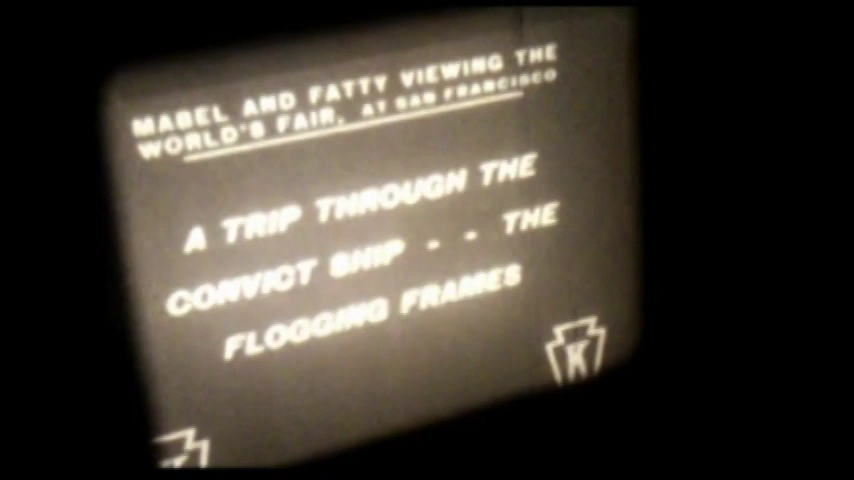 MABEL AND FATTY VIEWING THE
WORLD'S FAIR, AT SAN FRANCISCO
A TRIP THROUGH THE
CONVICT SHIP - - THE
FLOGGING FRAMES
K